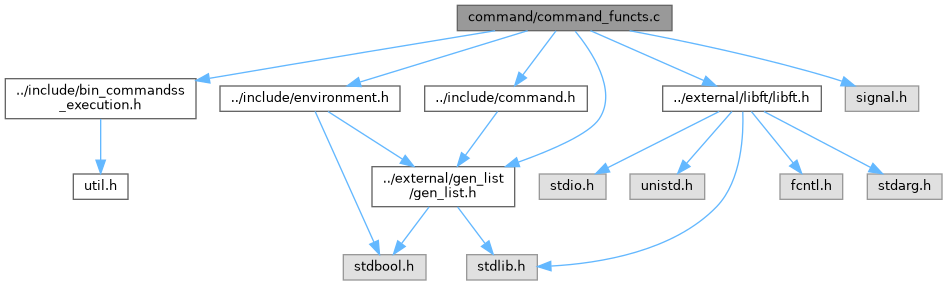 command/command_functs.c
../include/bin_commandss
_execution.h
../include/environment.h
../include/command.h
../external/libft/libft.h
signal.h
util.h
../external/gen_list
/gen_list.h
stdio.h
unistd.h
fcntl.h
stdarg.h
stdbool.h
stdlib.h